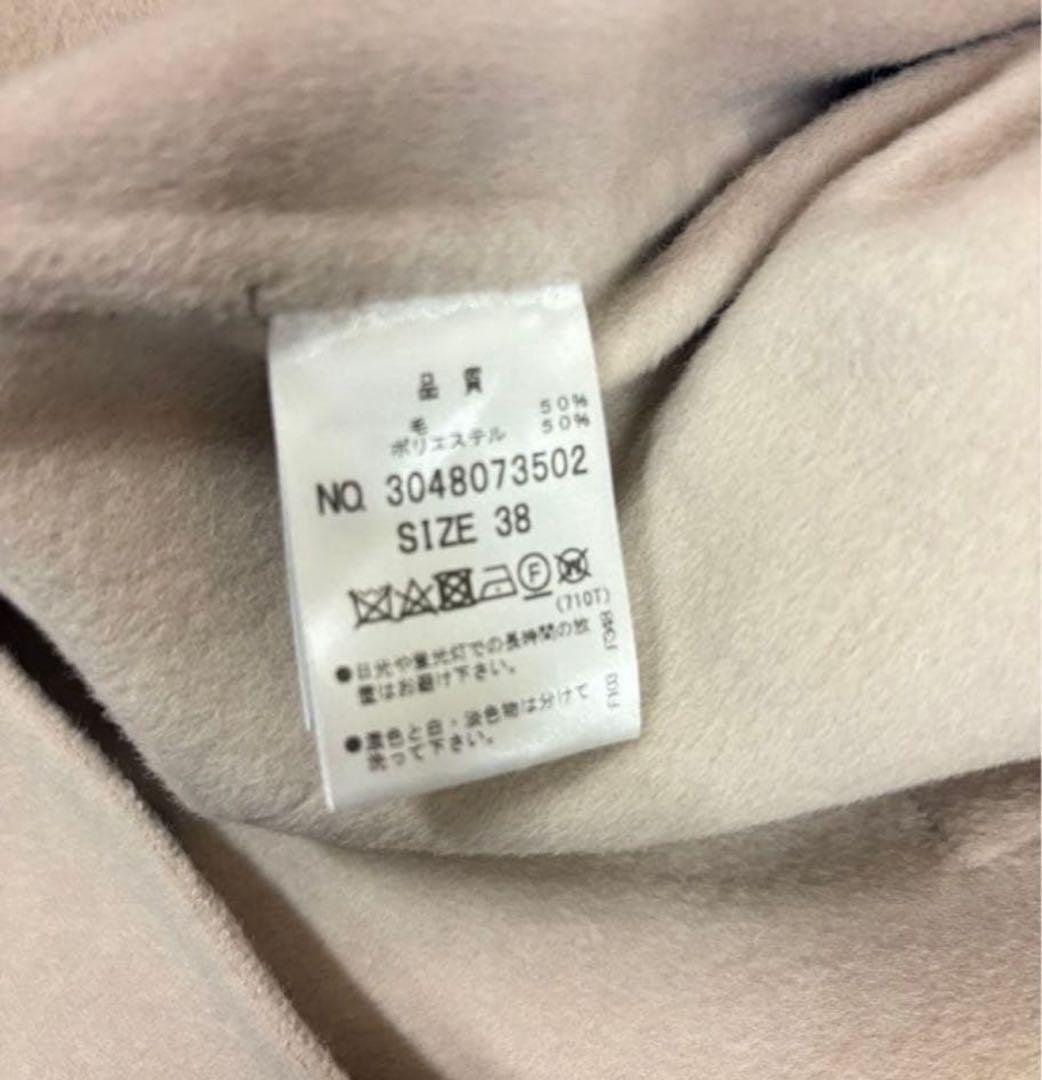 品質
毛 50%
ポリエステル 50%
NO. 3048073502
SIZE 38
F W
(710T)
●日光や蛍光灯での長時間の放
置はお避け下さい。
●濃色と白・淡色物は分けて
洗って下さい。